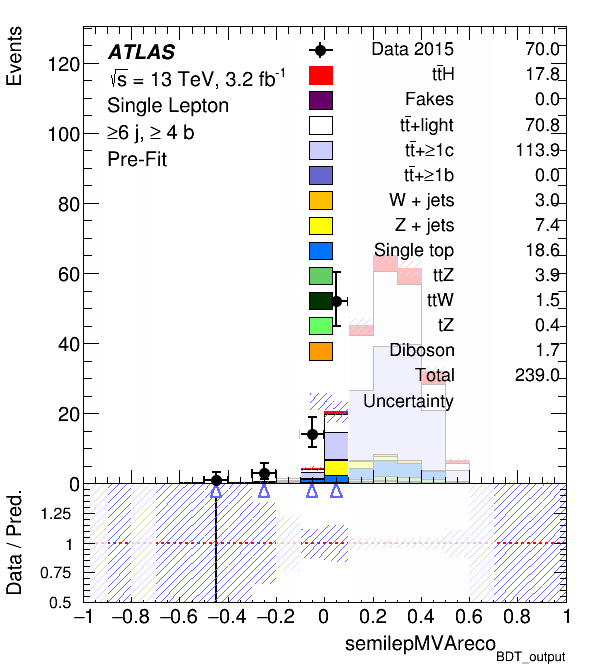 Events
ATLAS
√s = 13 TeV, 3.2 fb⁻¹
Single Lepton
≥6 j, ≥ 4 b
Pre-Fit
Data 2015 70.0
tt̄H 17.8
Fakes 0.0
tt̄+light 70.8
tt̄+≥1c 113.9
tt̄+≥1b 0.0
W + jets 3.0
Z + jets 7.4
Single top 18.6
ttZ 3.9
ttW 1.5
tZ 0.4
Diboson 1.7
Total 239.0
Uncertainty
120
100
80
60
40
20
0
Data / Pred.
1.25
1
0.75
0.5
−1 −0.8 −0.6 −0.4 −0.2 0 0.2 0.4 0.6 0.8 1
semilepMVAreco_BDT_output